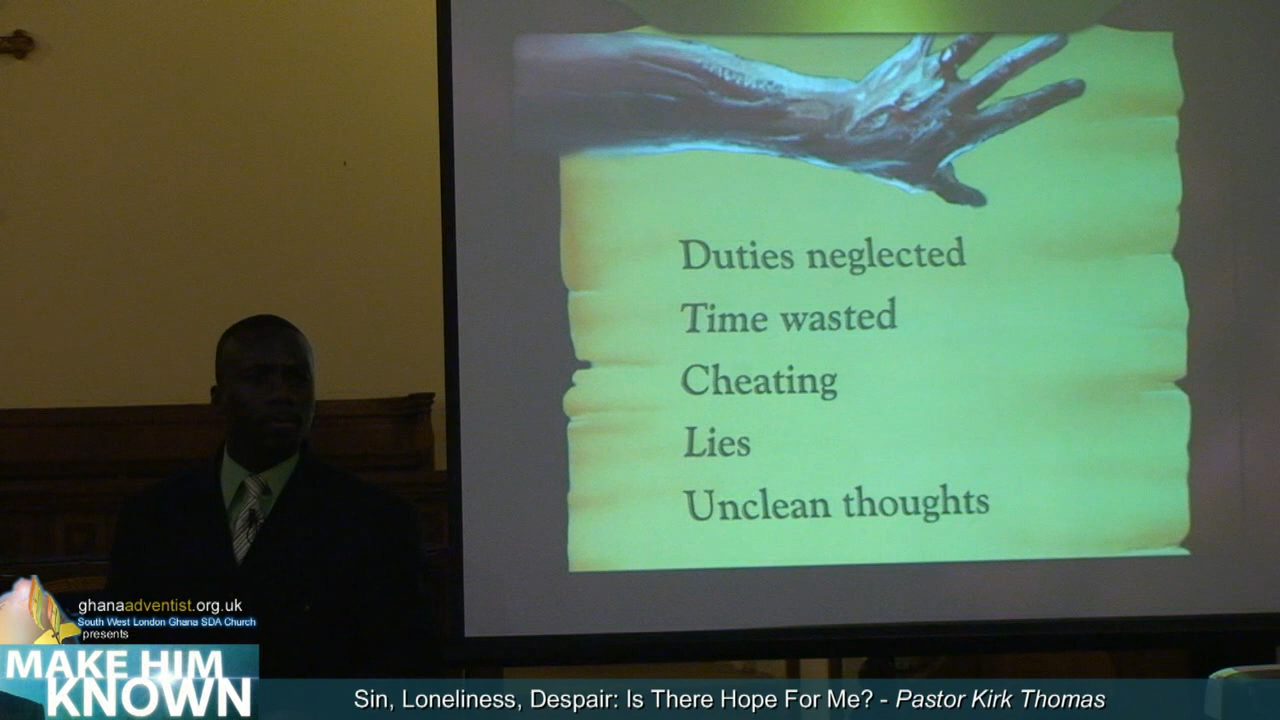 Duties neglected
Time wasted
Cheating
Lies
Unclean thoughts
ghanaadventist.org.uk
South West London Ghana SDA Church
presents
MAKE HIM
KNOWN
Sin, Loneliness, Despair: Is There Hope For Me? - Pastor Kirk Thomas